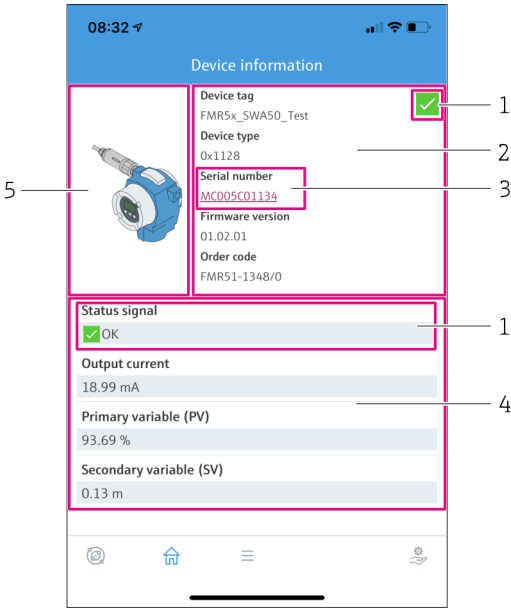 08:32
Device information
Device tag
FMR5x_SWA50_Test
Device type
0x1128
Serial number
MC005C01134
Firmware version
01.02.01
Order code
FMR51-1348/0
Status signal
OK
Output current
18.99 mA
Primary variable (PV)
93.69 %
Secondary variable (SV)
0.13 m
1
2
3
1
4
5